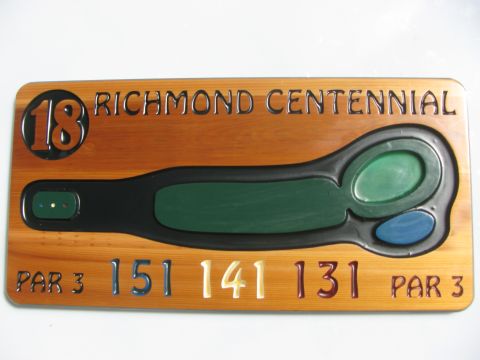 18 RICHMOND CENTENNIAL
PAR 3 151 141 131 PAR 3